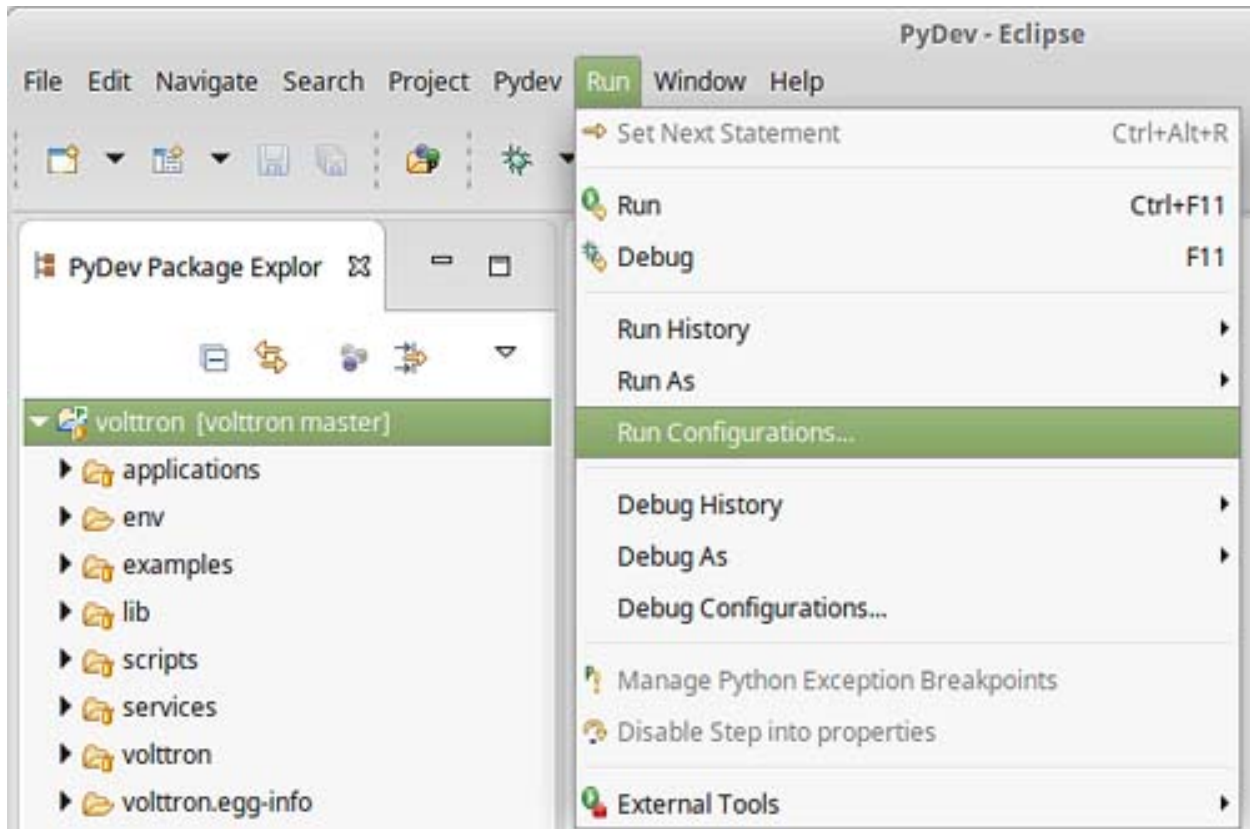 PyDev - Eclipse
File Edit Navigate Search Project Pydev Run Window Help
Set Next Statement Ctrl+Alt+R
Run Ctrl+F11
Debug F11
Run History
Run As
Run Configurations...
Debug History
Debug As
Debug Configurations...
Manage Python Exception Breakpoints
Disable Step into properties
External Tools
PyDev Package Explor
volttron [volttron master]
applications
env
examples
lib
scripts
services
volttron
volttron.egg-info